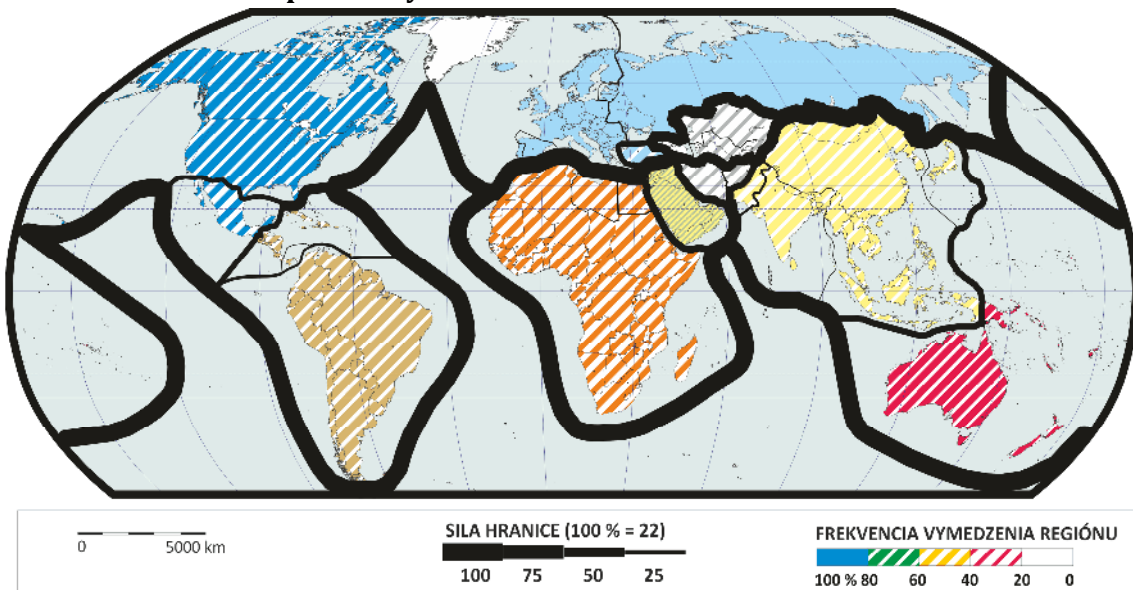 SILA HRANICE (100 % = 22)
100 75 50 25
0 5000 km
FREKVENCIA VYMEDZENIA REGIÓNU
100 % 80 60 40 20 0